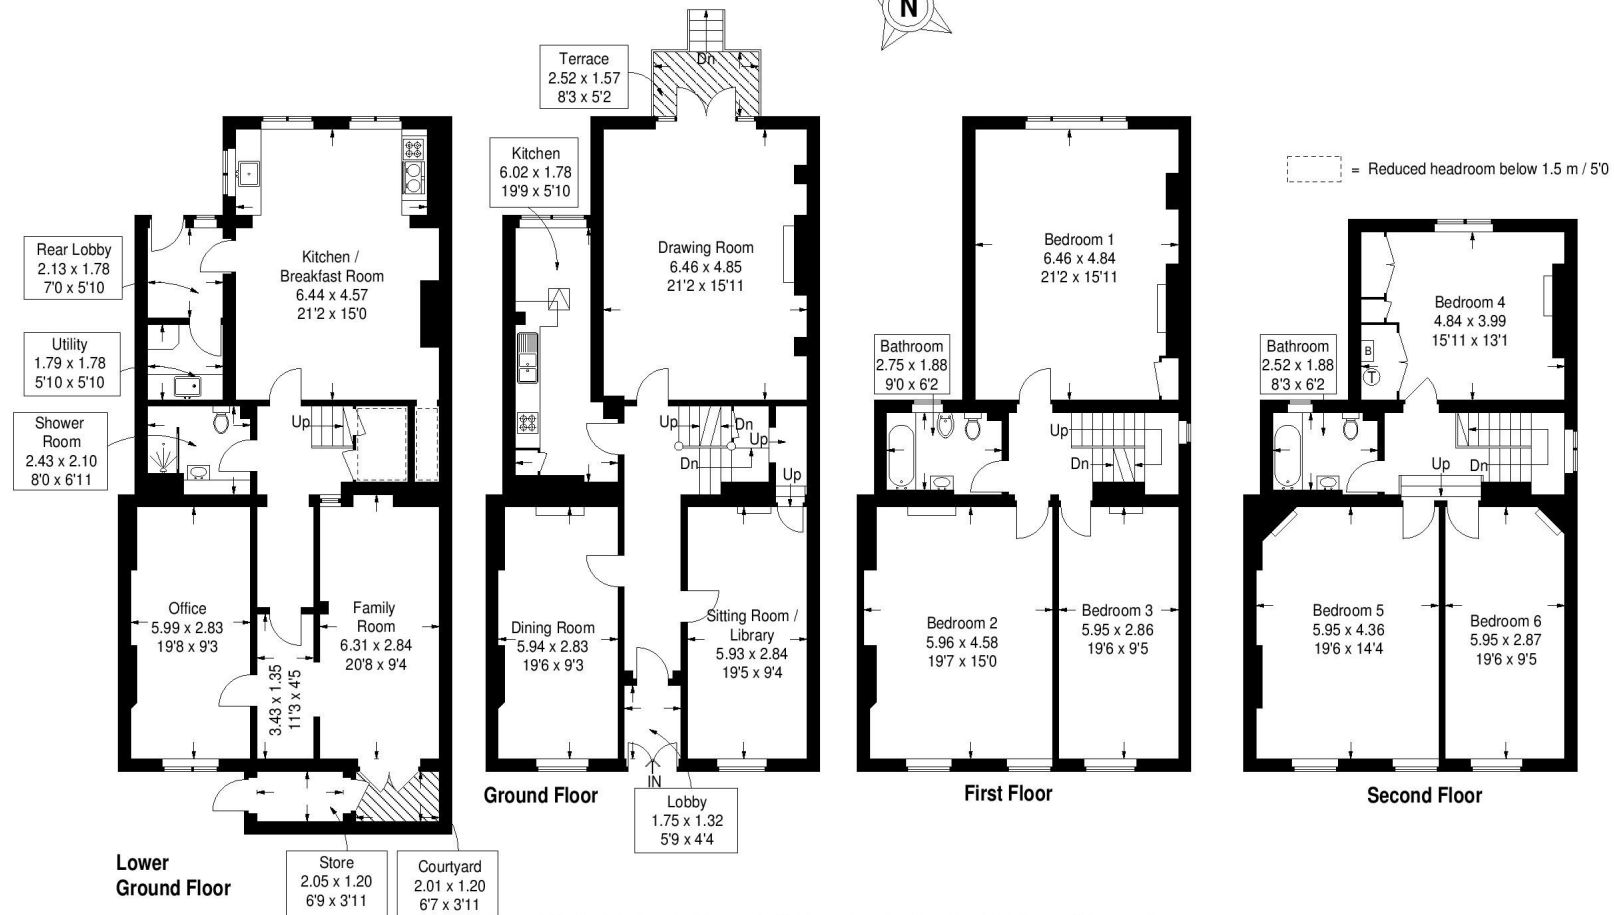 N
= Reduced headroom below 1.5 m / 5'0
Rear Lobby
2.13 x 1.78
7'0 x 5'10
Utility
1.79 x 1.78
5'10 x 5'10
Shower
Room
2.43 x 2.10
8'0 x 6'11
Kitchen /
Breakfast Room
6.44 x 4.57
21'2 x 15'0
Up
Office
5.99 x 2.83
19'8 x 9'3
3.43 x 1.35
11'3 x 4'5
Family
Room
6.31 x 2.84
20'8 x 9'4
Store
2.05 x 1.20
6'9 x 3'11
Courtyard
2.01 x 1.20
6'7 x 3'11
Lower
Ground Floor
Terrace
2.52 x 1.57
8'3 x 5'2
Dn
Kitchen
6.02 x 1.78
19'9 x 5'10
Drawing Room
6.46 x 4.85
21'2 x 15'11
Up
Dn
Up
Dn
Up
Dining Room
5.94 x 2.83
19'6 x 9'3
Sitting Room /
Library
5.93 x 2.84
19'5 x 9'4
IN
Lobby
1.75 x 1.32
5'9 x 4'4
Ground Floor
Bedroom 1
6.46 x 4.84
21'2 x 15'11
Bathroom
2.75 x 1.88
9'0 x 6'2
Up
Dn
Bedroom 2
5.96 x 4.58
19'7 x 15'0
Bedroom 3
5.95 x 2.86
19'6 x 9'5
First Floor
Bedroom 4
4.84 x 3.99
15'11 x 13'1
B
T
Bathroom
2.52 x 1.88
8'3 x 6'2
Up
Dn
Bedroom 5
5.95 x 4.36
19'6 x 14'4
Bedroom 6
5.95 x 2.87
19'6 x 9'5
Second Floor